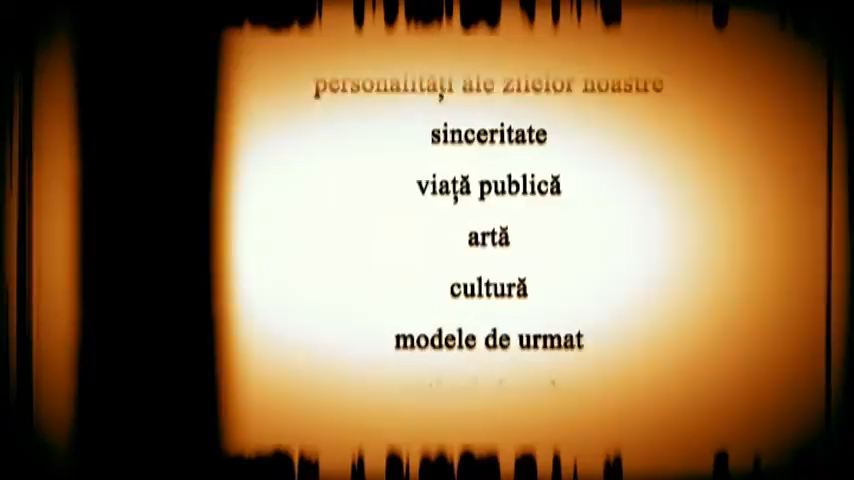 personalități ale zilelor noastre
sinceritate
viață publică
artă
cultură
modele de urmat